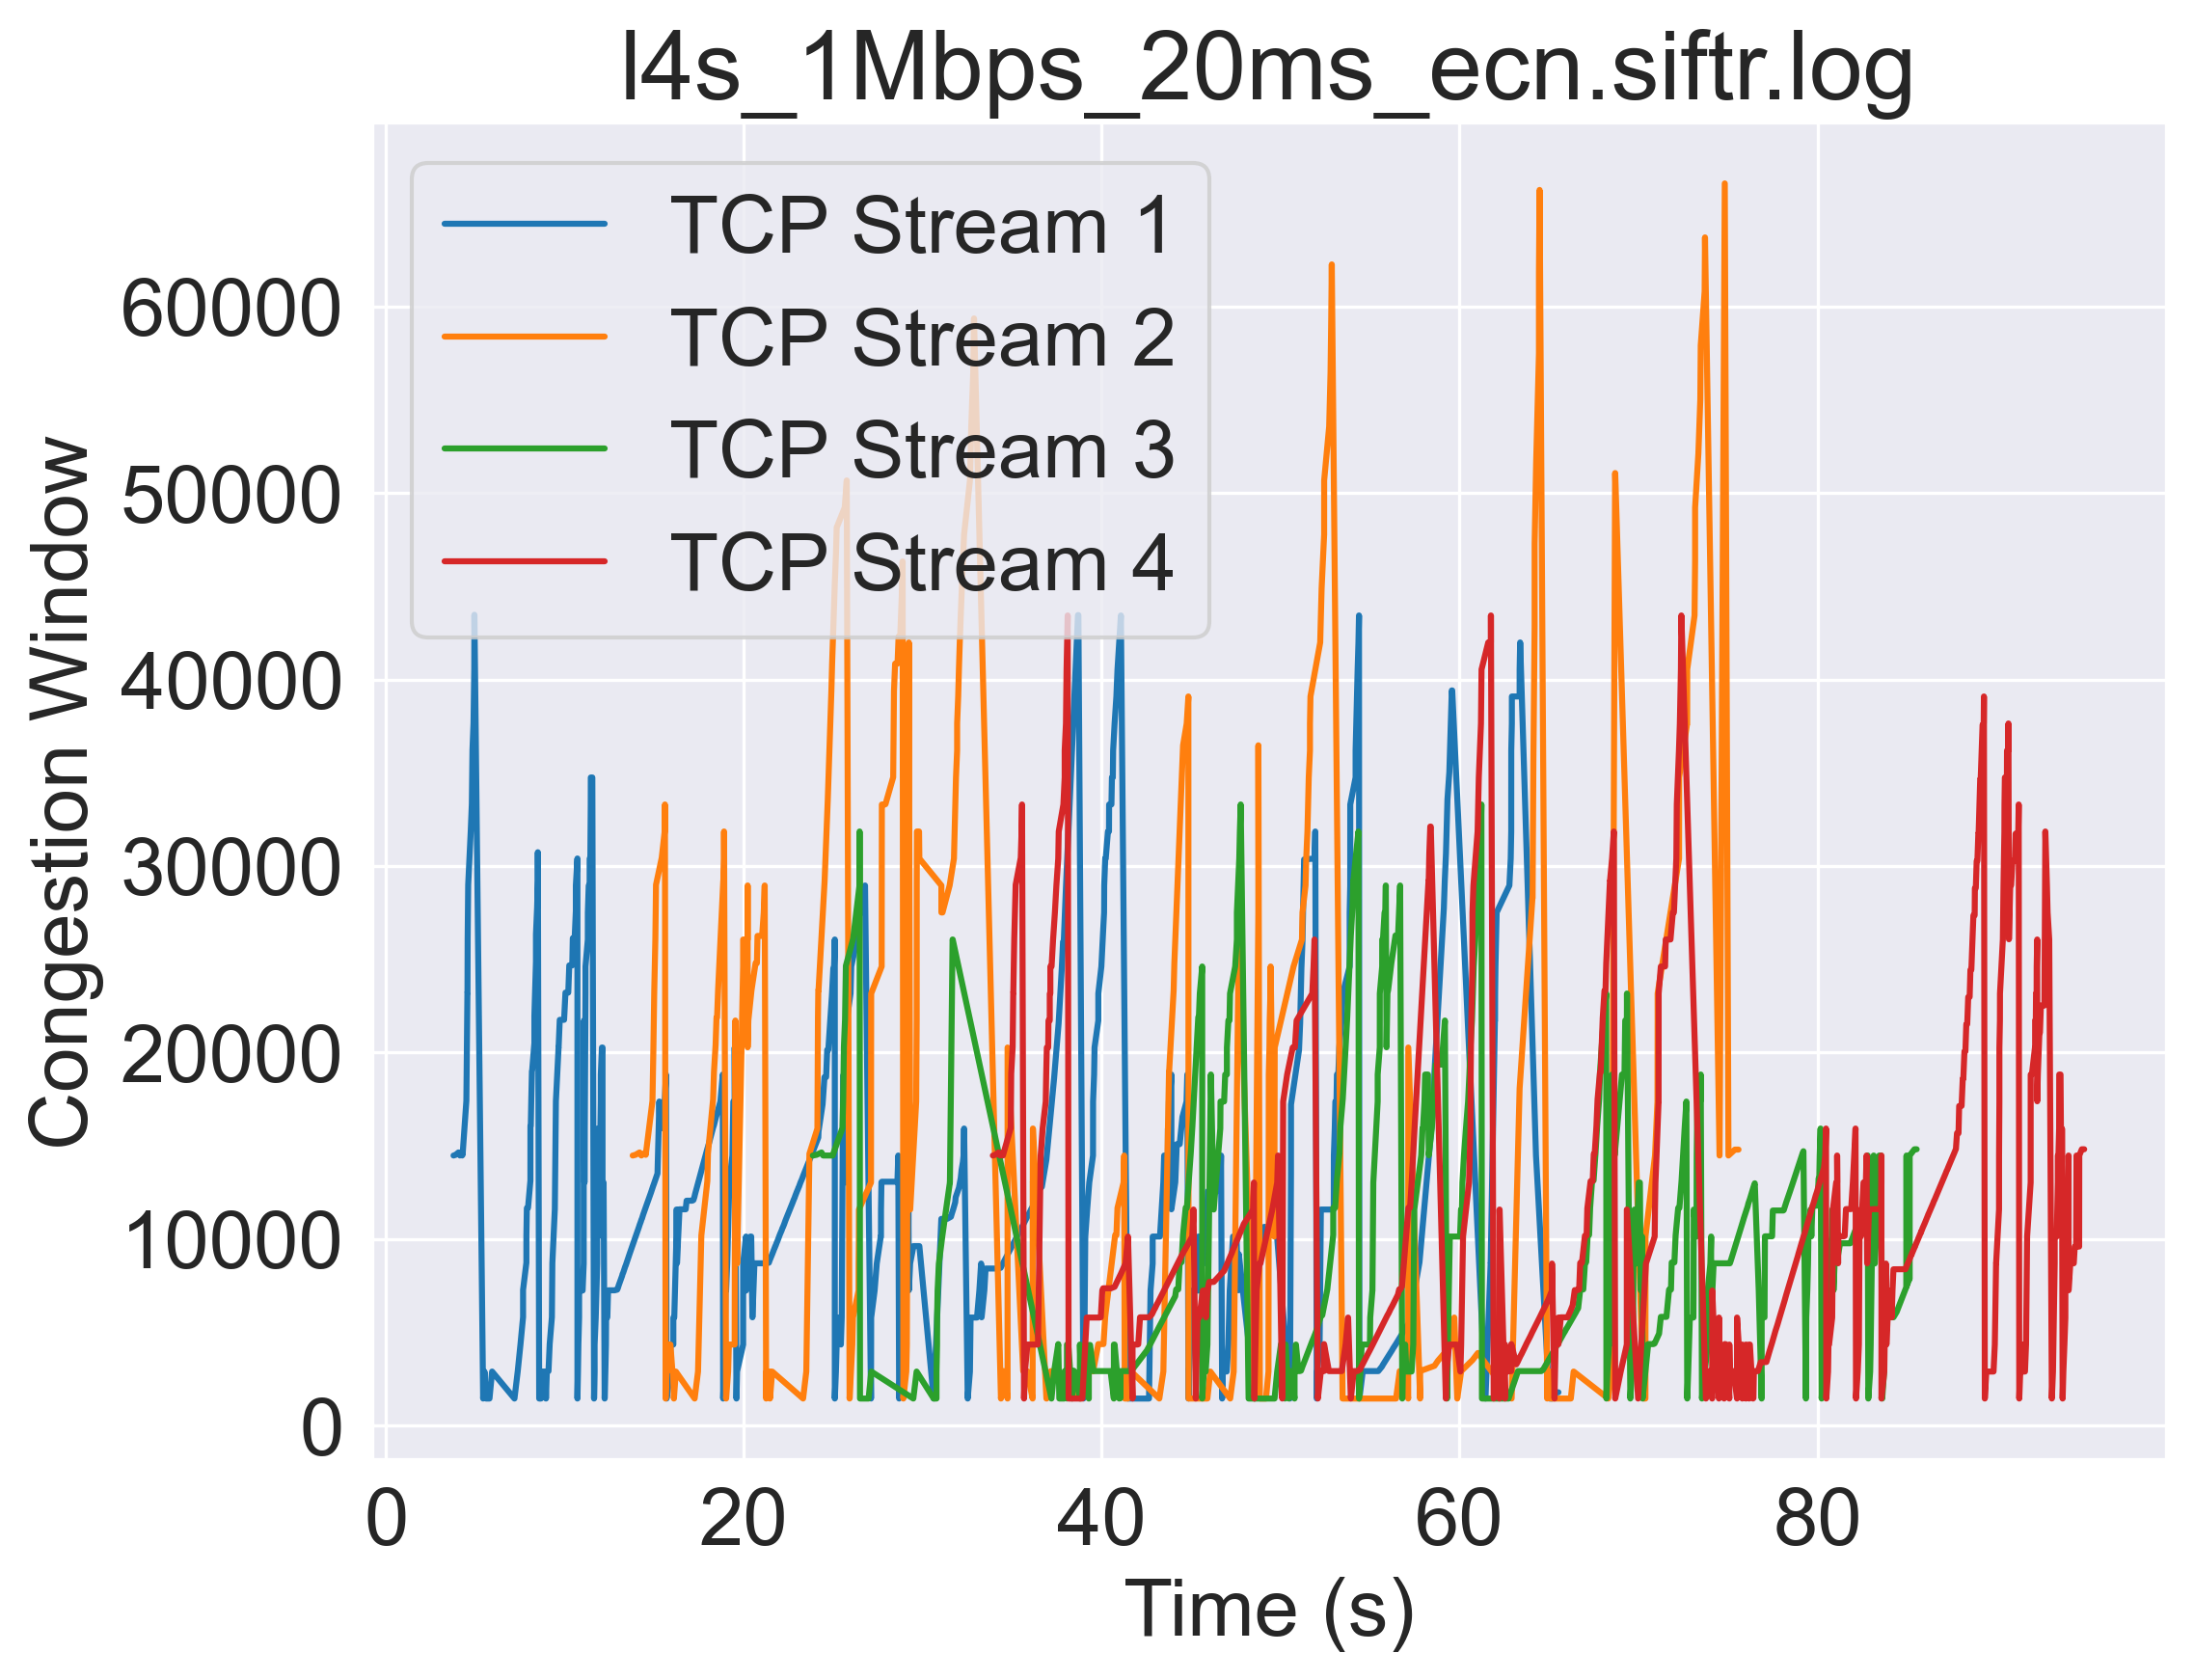 l4s_1Mbps_20ms_ecn.siftr.log
TCP Stream 1
TCP Stream 2
TCP Stream 3
TCP Stream 4
Congestion Window
60000
50000
40000
30000
20000
10000
0
0 20 40 60 80
Time (s)